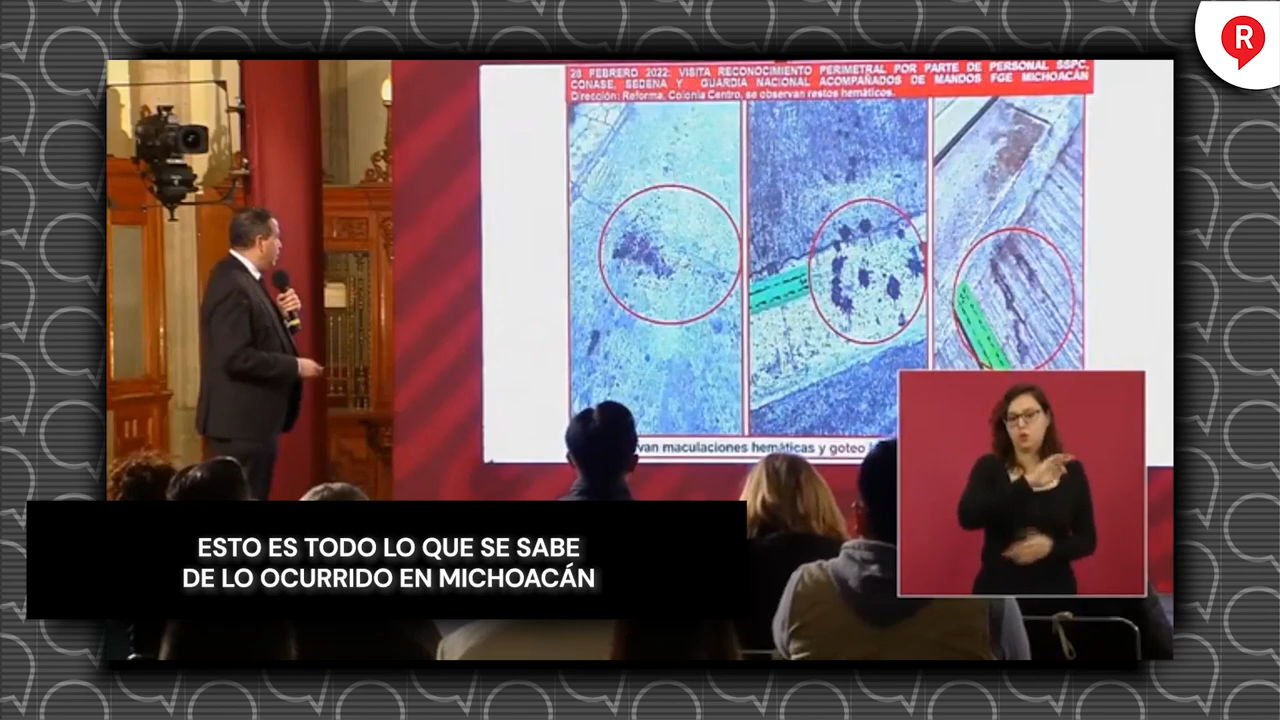 R
28 FEBRERO 2022: VISITA RECONOCIMIENTO PERIMETRAL POR PARTE DE PERSONAL SSPC,
CONASE, SEDENA Y GUARDIA NACIONAL ACOMPAÑADOS DE MANDOS FGE MICHOACÁN
Dirección: Reforma, Colonia Centro, se observan restos hemáticos.
van maculaciones hemáticas y goteo
ESTO ES TODO LO QUE SE SABE
DE LO OCURRIDO EN MICHOACÁN